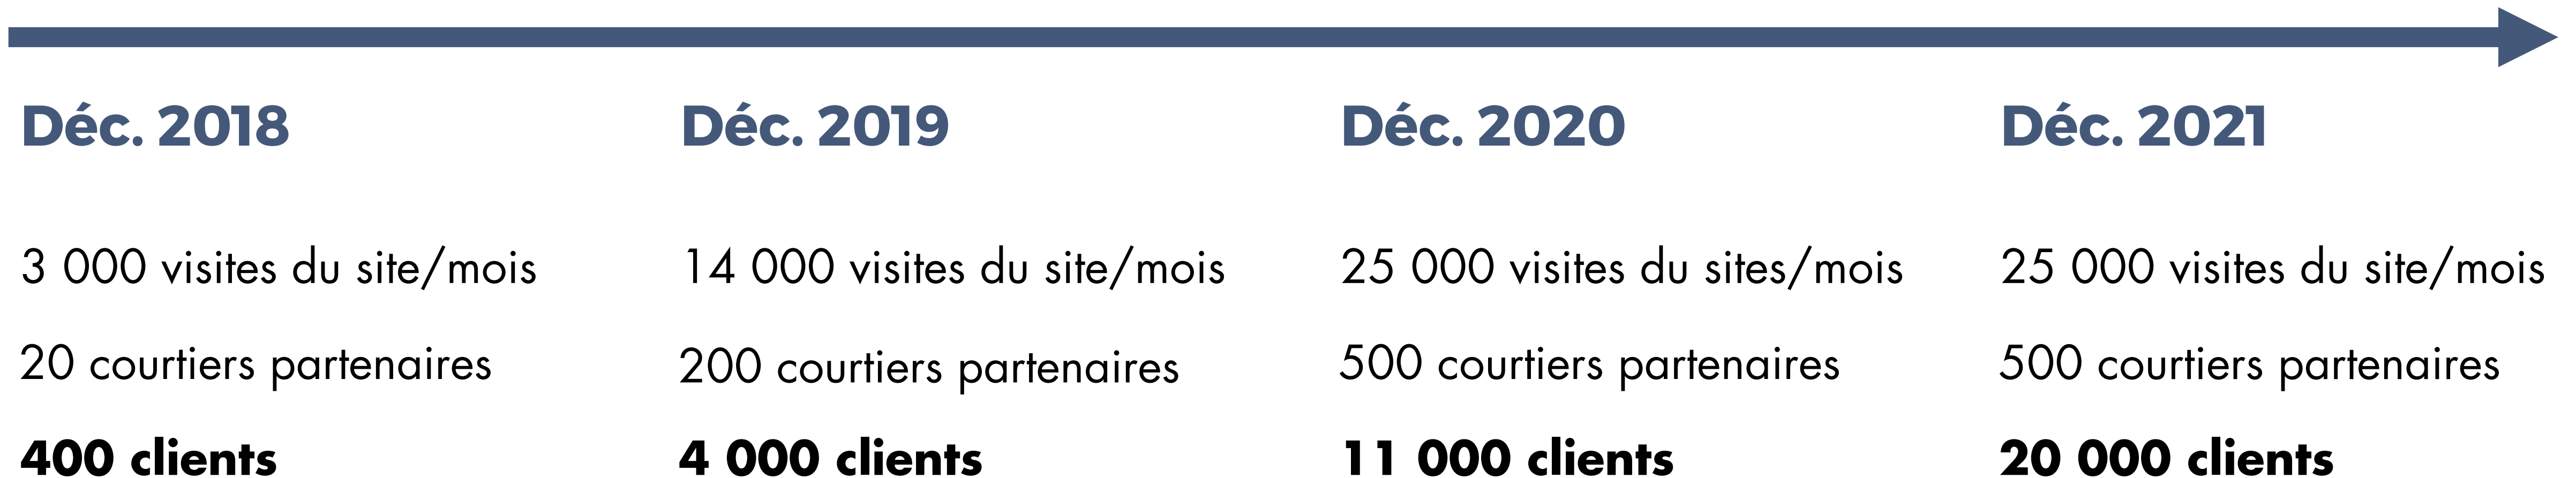 Déc. 2018
3 000 visites du site/mois
20 courtiers partenaires
400 clients
Déc. 2019
14 000 visites du site/mois
200 courtiers partenaires
4 000 clients
Déc. 2020
25 000 visites du sites/mois
500 courtiers partenaires
11 000 clients
Déc. 2021
25 000 visites du site/mois
500 courtiers partenaires
20 000 clients